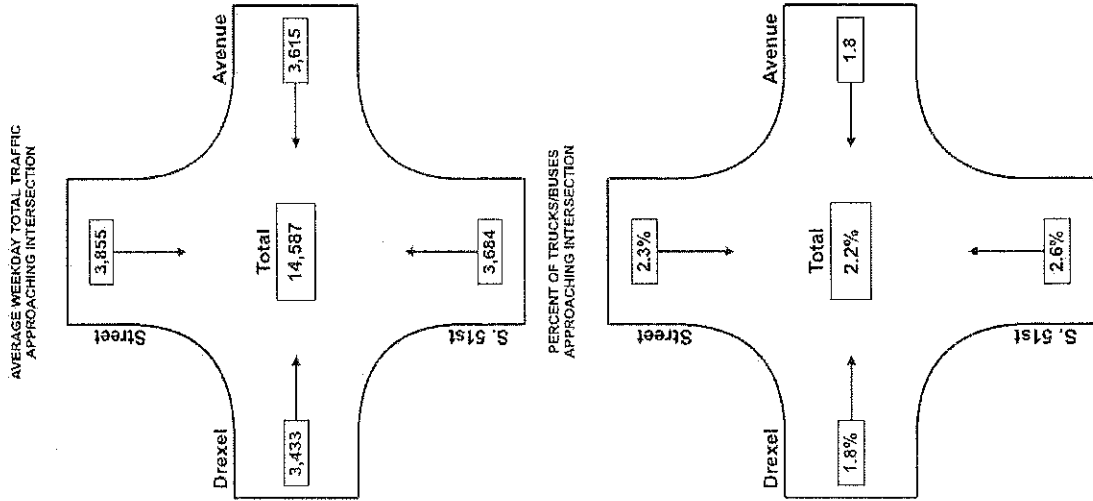 AVERAGE WEEKDAY TOTAL TRAFFIC
APPROACHING INTERSECTION
Street
3,855
Drexel
Avenue
Total
3,433
14,587
3,615
3,684
S. 51st
PERCENT OF TRUCKS/BUSES
APPROACHING INTERSECTION
Street
2.3%
Drexel
Avenue
Total
1.8%
2.2%
1.8
2.6%
S. 51st